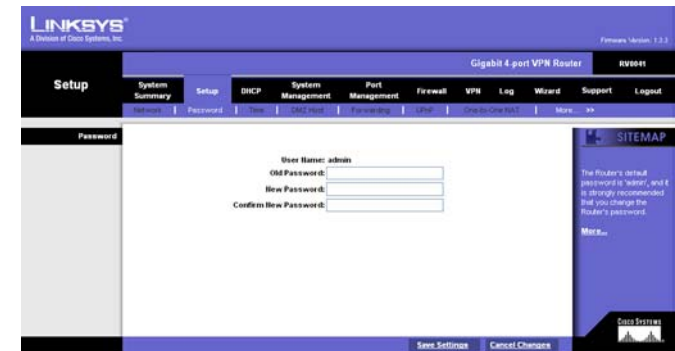 LINKSYS®
A Division of Cisco Systems, Inc.
Firmware Version: 1.3.3
Gigabit 4-port VPN Router
RV0041
Setup
System Summary
Setup
DHCP
System Management
Port Management
Firewall
VPN
Log
Wizard
Support
Logout
Network | Password | Time | DMZ Host | Forwarding | UPnP | One-to-One NAT | More... >>
Password
SITEMAP
User Name: admin
Old Password:
New Password:
Confirm New Password:
The Router's default
password is 'admin', and it
is strongly recommended
that you change the
Router's password.
More...
CISCO SYSTEMS
Save Settings
Cancel Changes